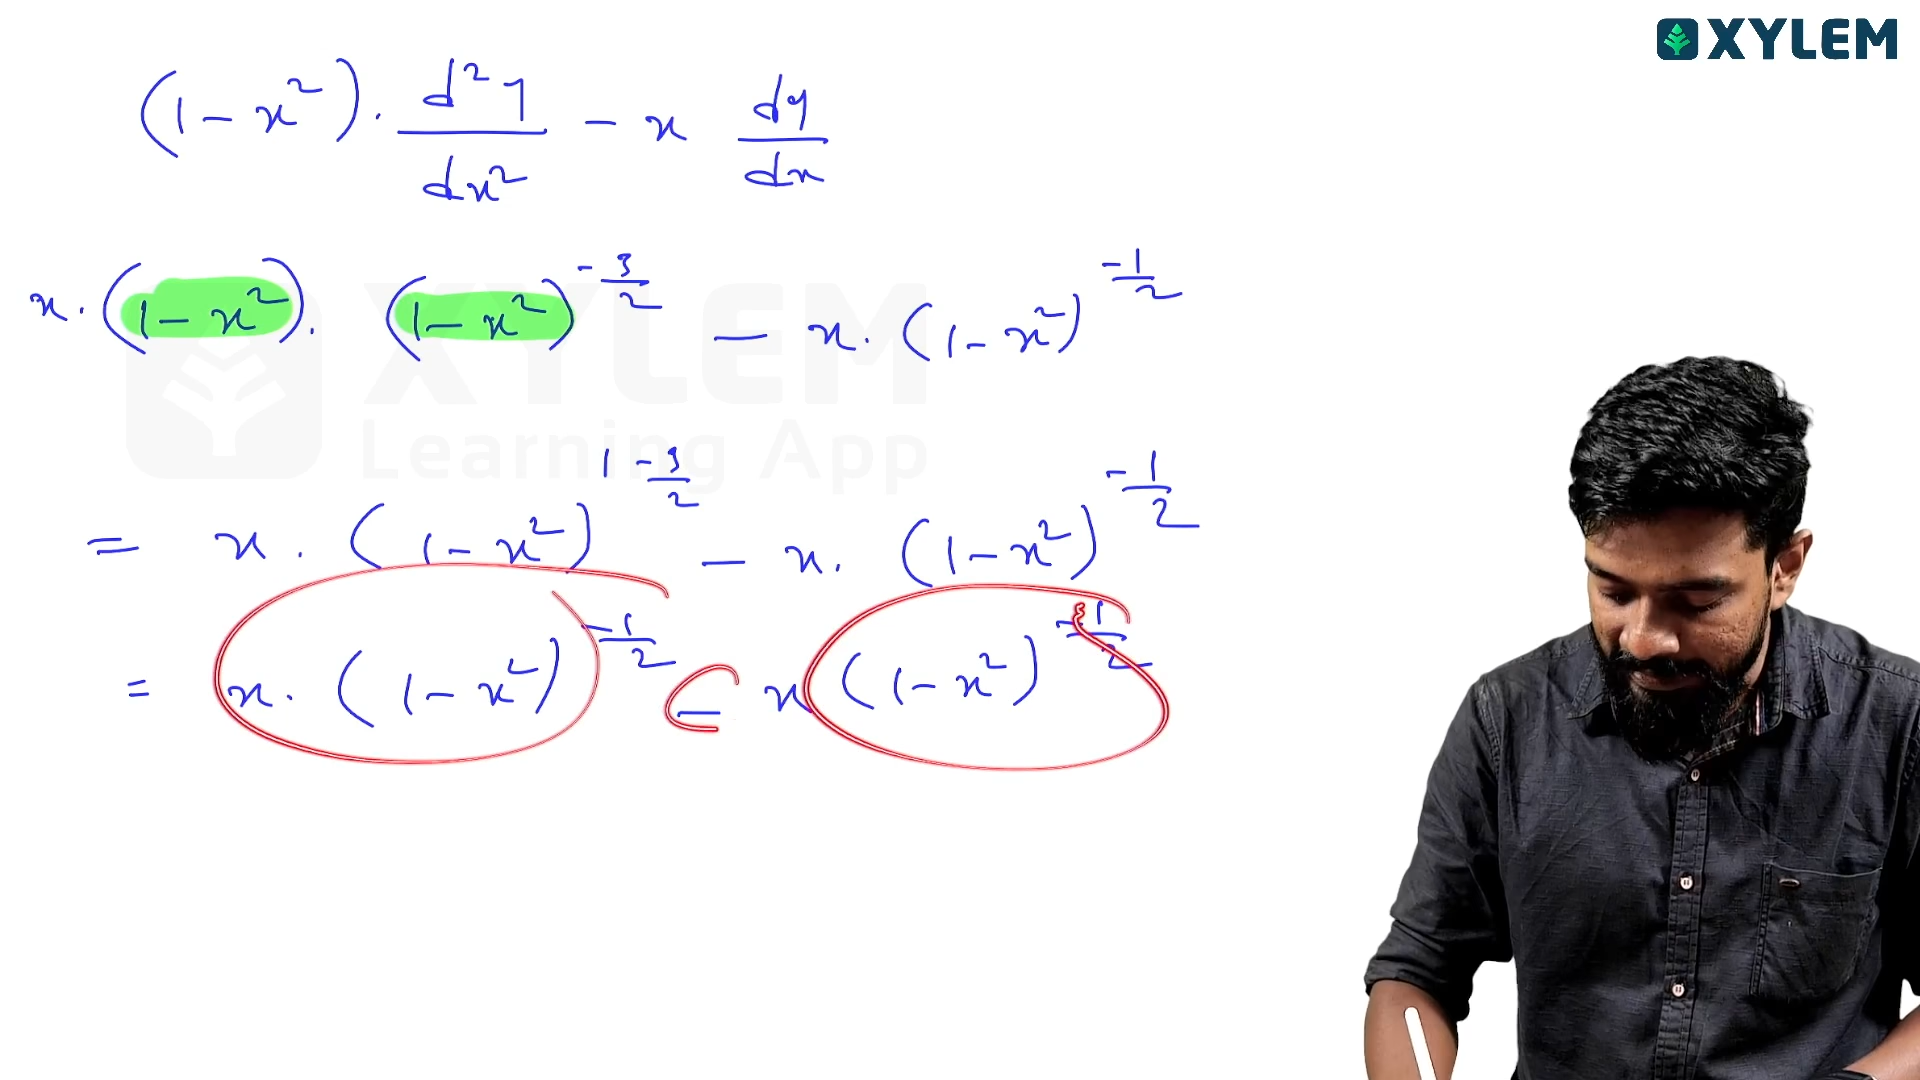 XYLEM
(1-x²). d²y/dx² - x dy/dx
x. (1-x²). (1-x²)^-3/2 - x. (1-x²)^-1/2
XYLEM
Learning App
= x. (1-x²)^1-3/2 - x. (1-x²)^-1/2
= x. (1-x²)^-1/2 - x (1-x²)^-1/2